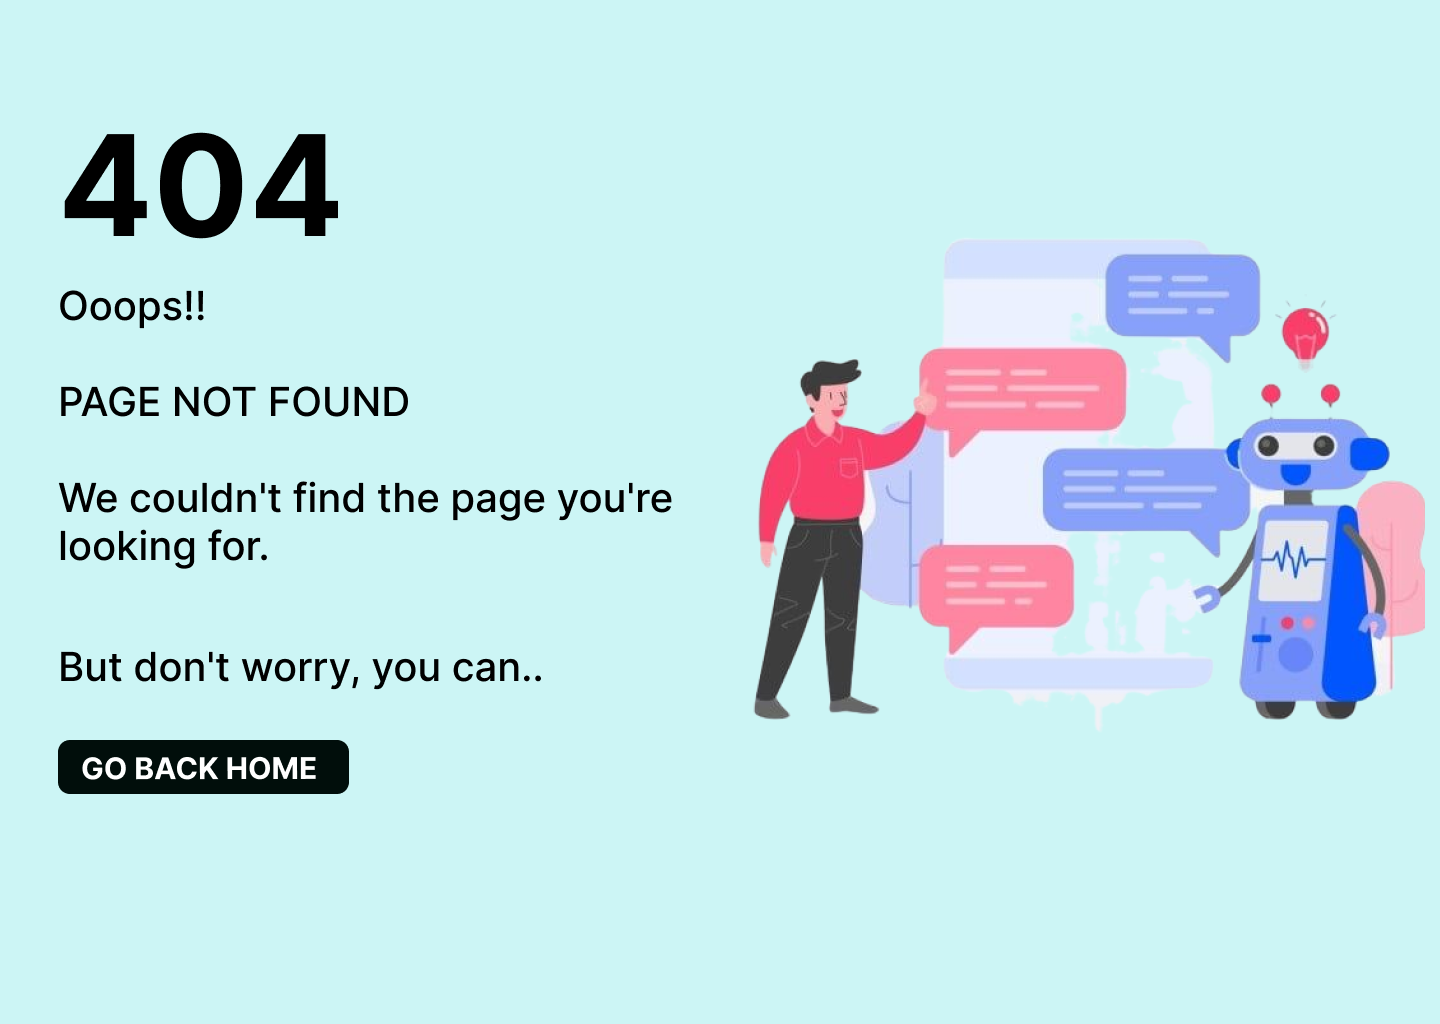 404
Ooops!!
PAGE NOT FOUND
We couldn't find the page you're
looking for.
But don't worry, you can..
GO BACK HOME